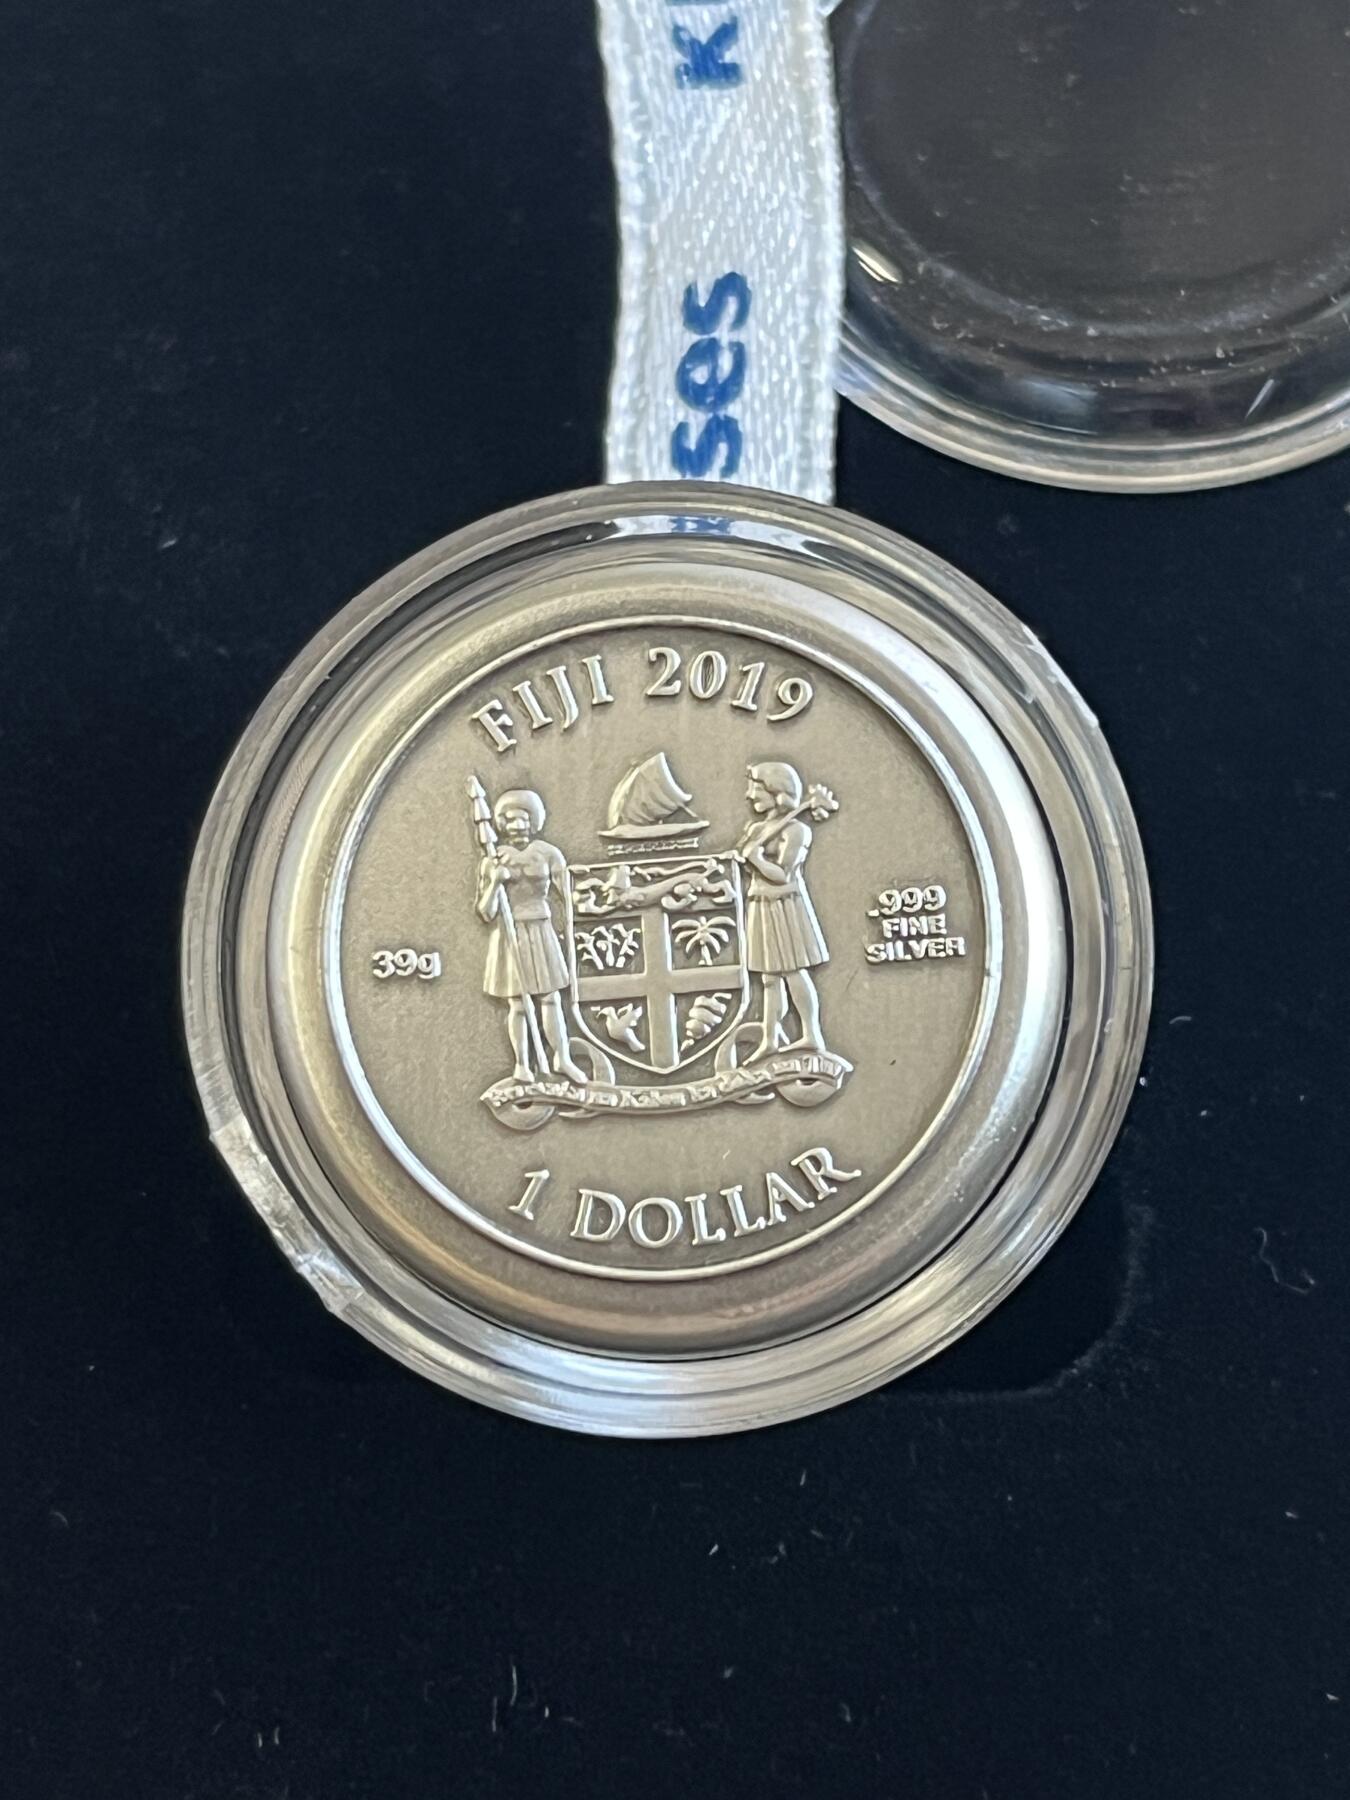 ses
FIJI 2019
39g
.999
FINE
SILVER
1 DOLLAR